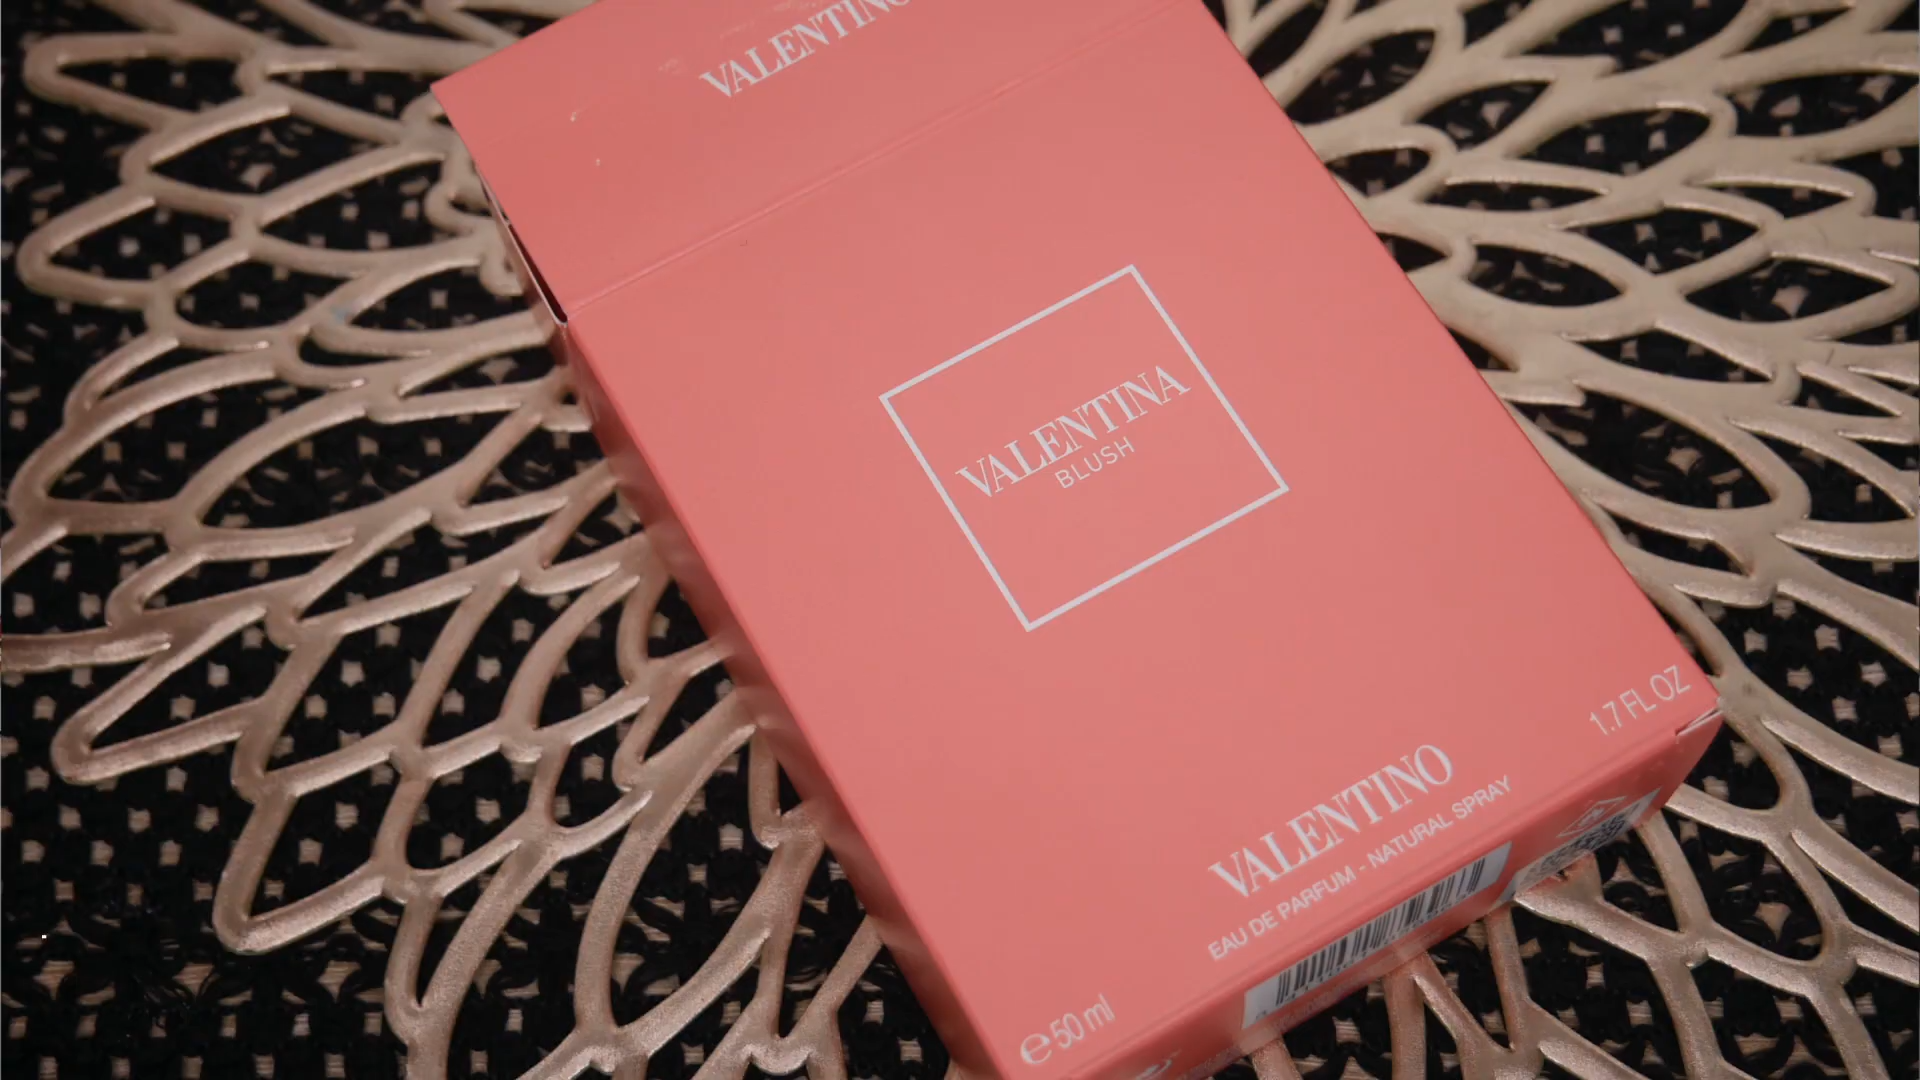 VALENTINO
VALENTINA
BLUSH
1.7 FL OZ
VALENTINO
EAU DE PARFUM - NATURAL SPRAY
℮ 50 ml